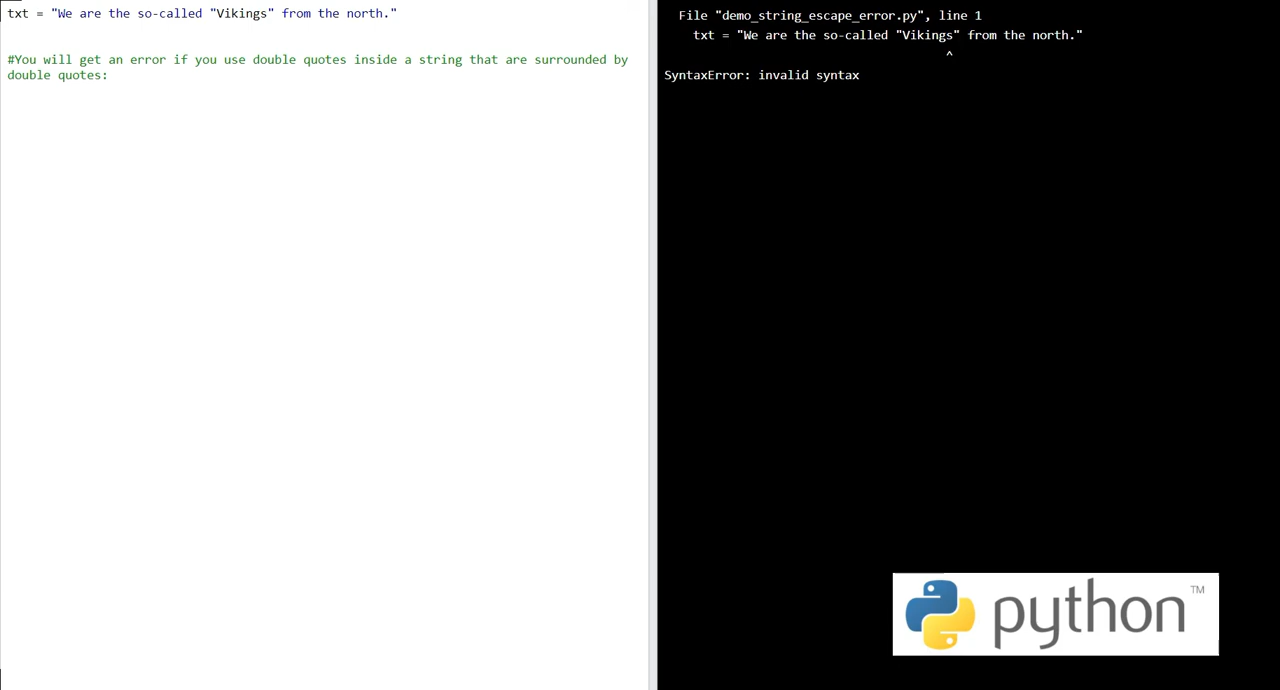 txt = "We are the so-called "Vikings" from the north."
#You will get an error if you use double quotes inside a string that are surrounded by
double quotes:
File "demo_string_escape_error.py", line 1
txt = "We are the so-called "Vikings" from the north."
^
SyntaxError: invalid syntax
python™